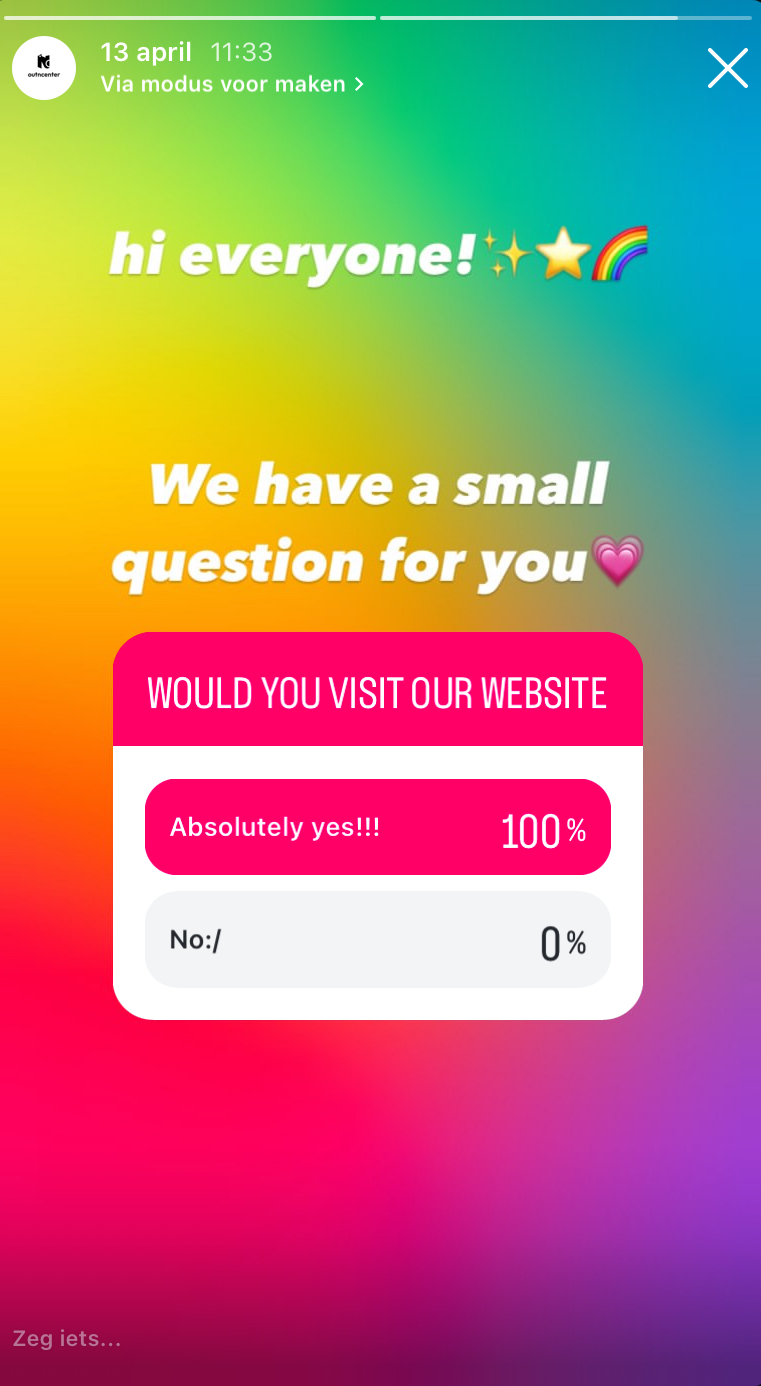 13 april 11:33
Via modus voor maken >
outncenter
hi everyone!✨⭐🌈
We have a small
question for you💗
WOULD YOU VISIT OUR WEBSITE
Absolutely yes!!! 100%
No:/ 0%
Zeg iets...